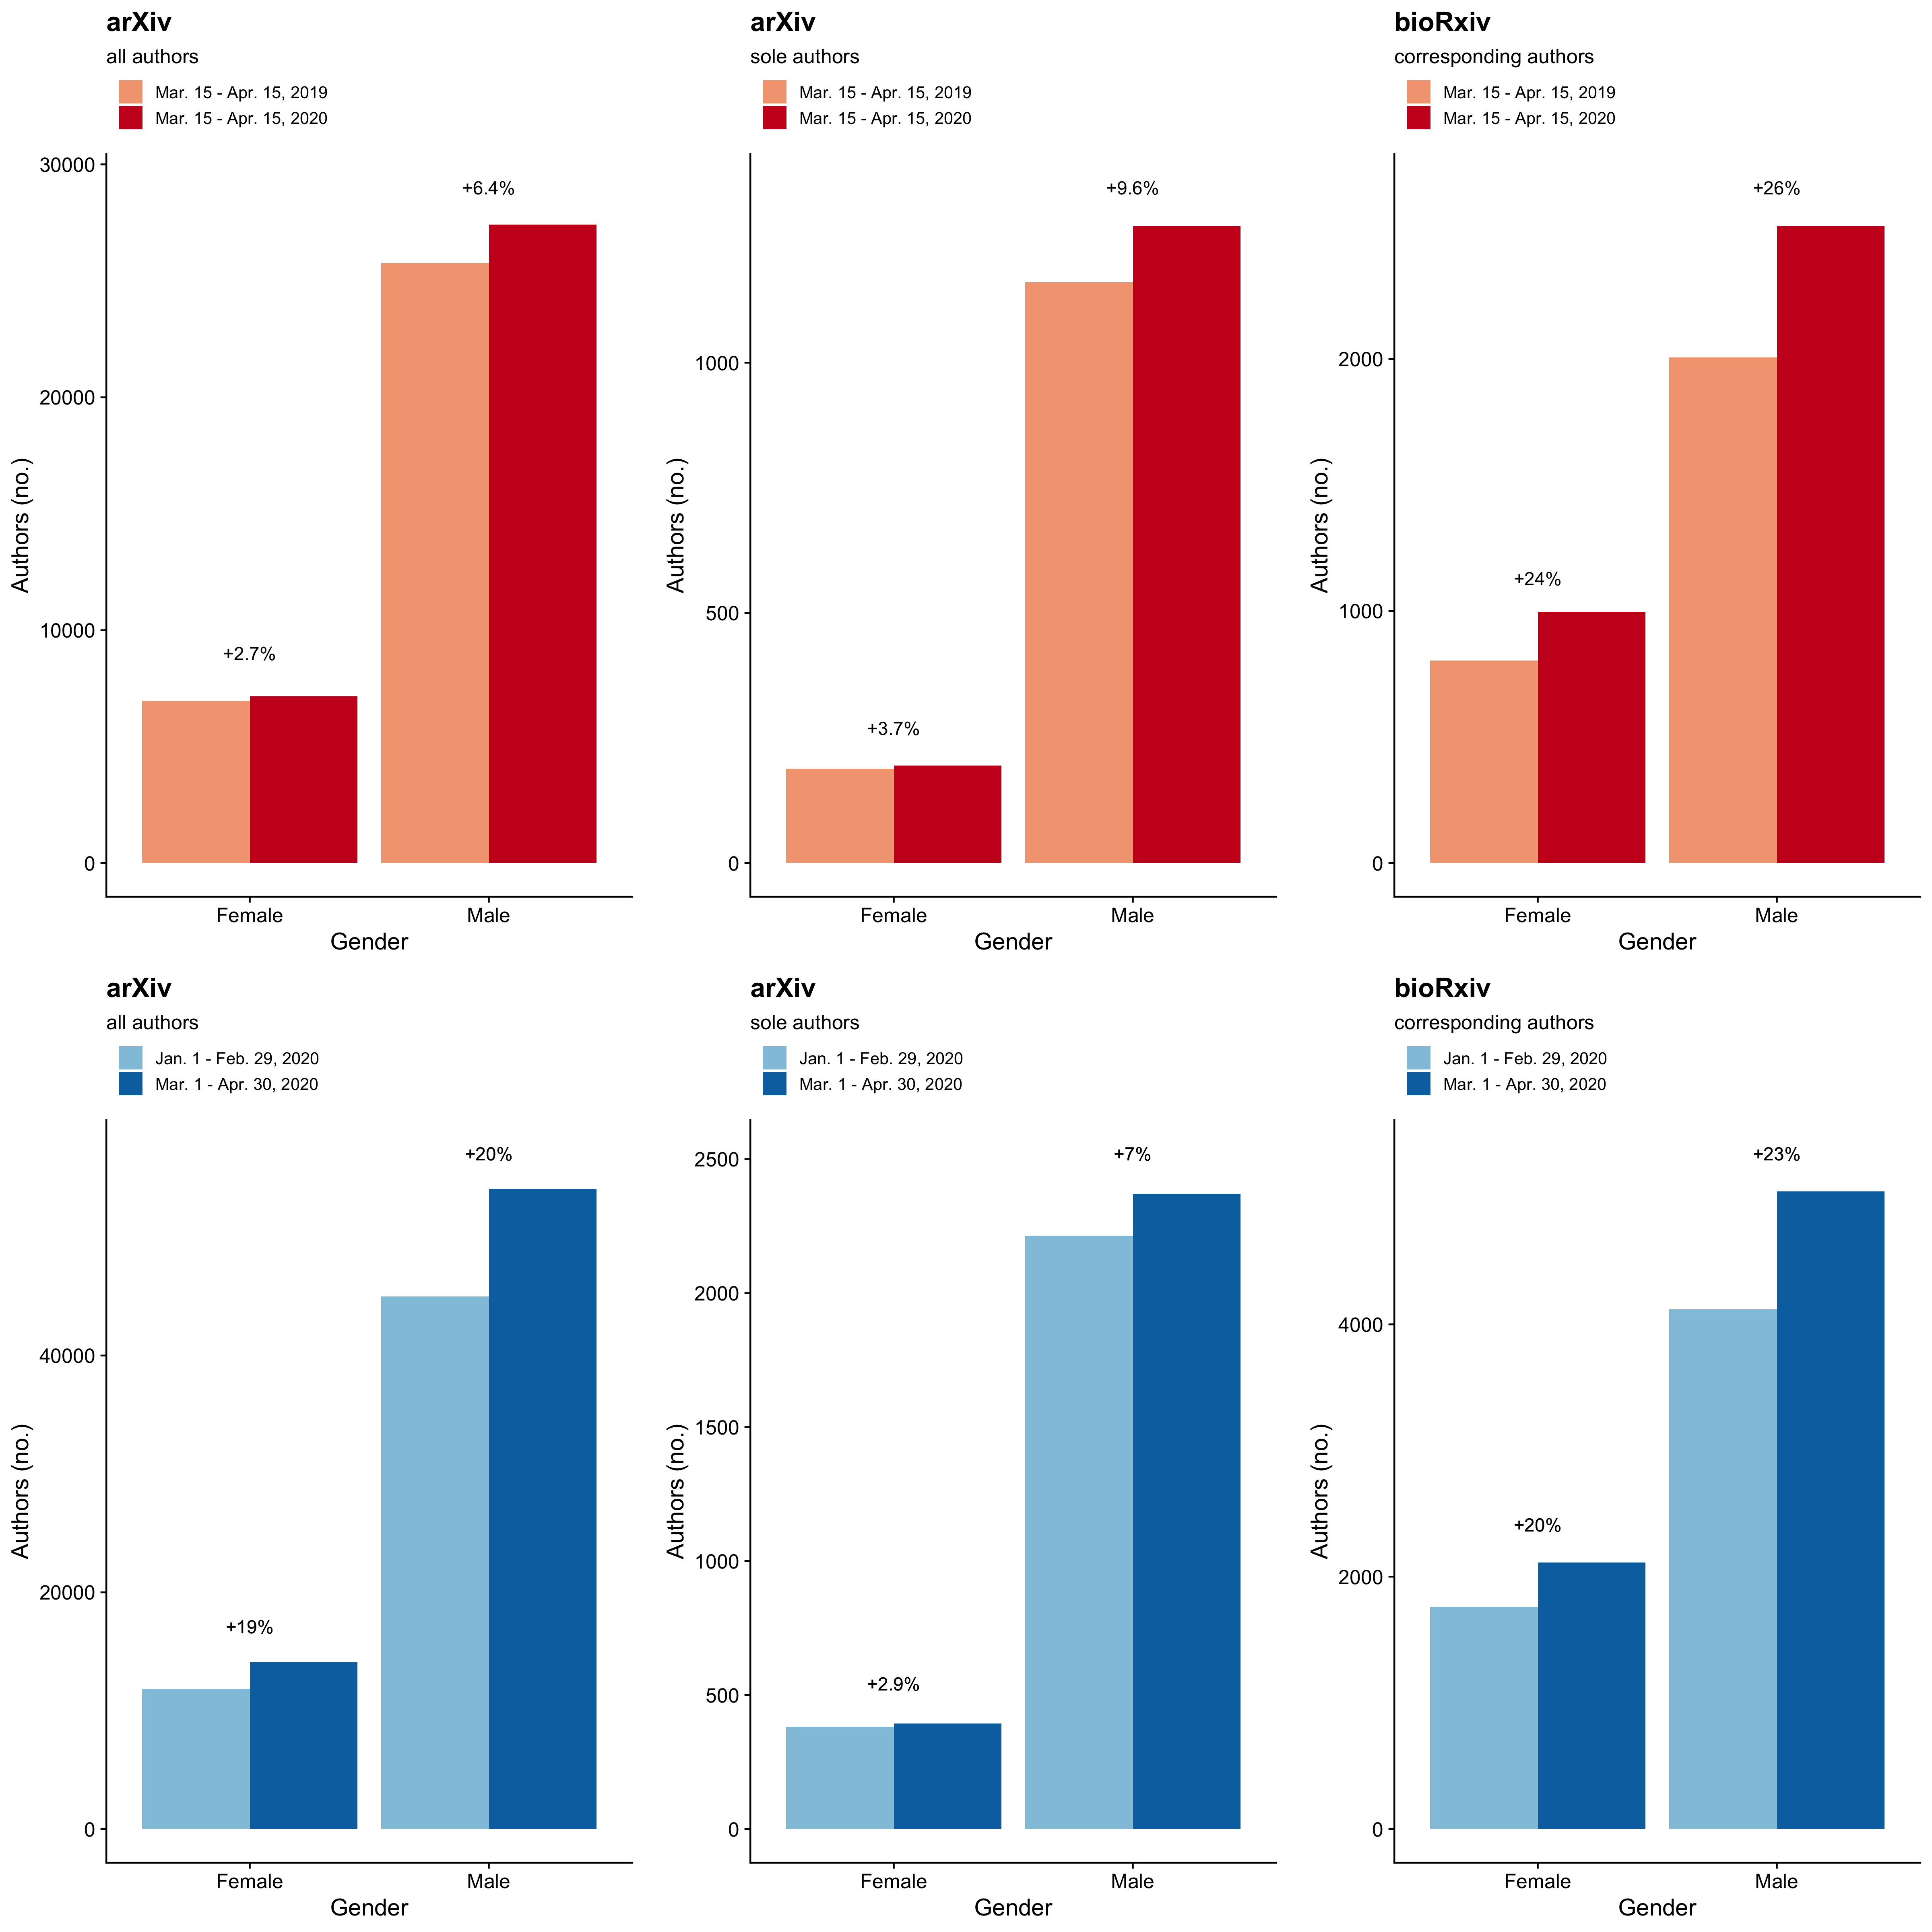 arXiv
all authors
Mar. 15 - Apr. 15, 2019
Mar. 15 - Apr. 15, 2020
30000
20000
10000
0
Authors (no.)
+2.7%
+6.4%
Female
Male
Gender
arXiv
sole authors
Mar. 15 - Apr. 15, 2019
Mar. 15 - Apr. 15, 2020
1000
500
0
Authors (no.)
+3.7%
+9.6%
Female
Male
Gender
bioRxiv
corresponding authors
Mar. 15 - Apr. 15, 2019
Mar. 15 - Apr. 15, 2020
2000
1000
0
Authors (no.)
+24%
+26%
Female
Male
Gender
arXiv
all authors
Jan. 1 - Feb. 29, 2020
Mar. 1 - Apr. 30, 2020
40000
20000
0
Authors (no.)
+19%
+20%
Female
Male
Gender
arXiv
sole authors
Jan. 1 - Feb. 29, 2020
Mar. 1 - Apr. 30, 2020
2500
2000
1500
1000
500
0
Authors (no.)
+2.9%
+7%
Female
Male
Gender
bioRxiv
corresponding authors
Jan. 1 - Feb. 29, 2020
Mar. 1 - Apr. 30, 2020
4000
2000
0
Authors (no.)
+20%
+23%
Female
Male
Gender